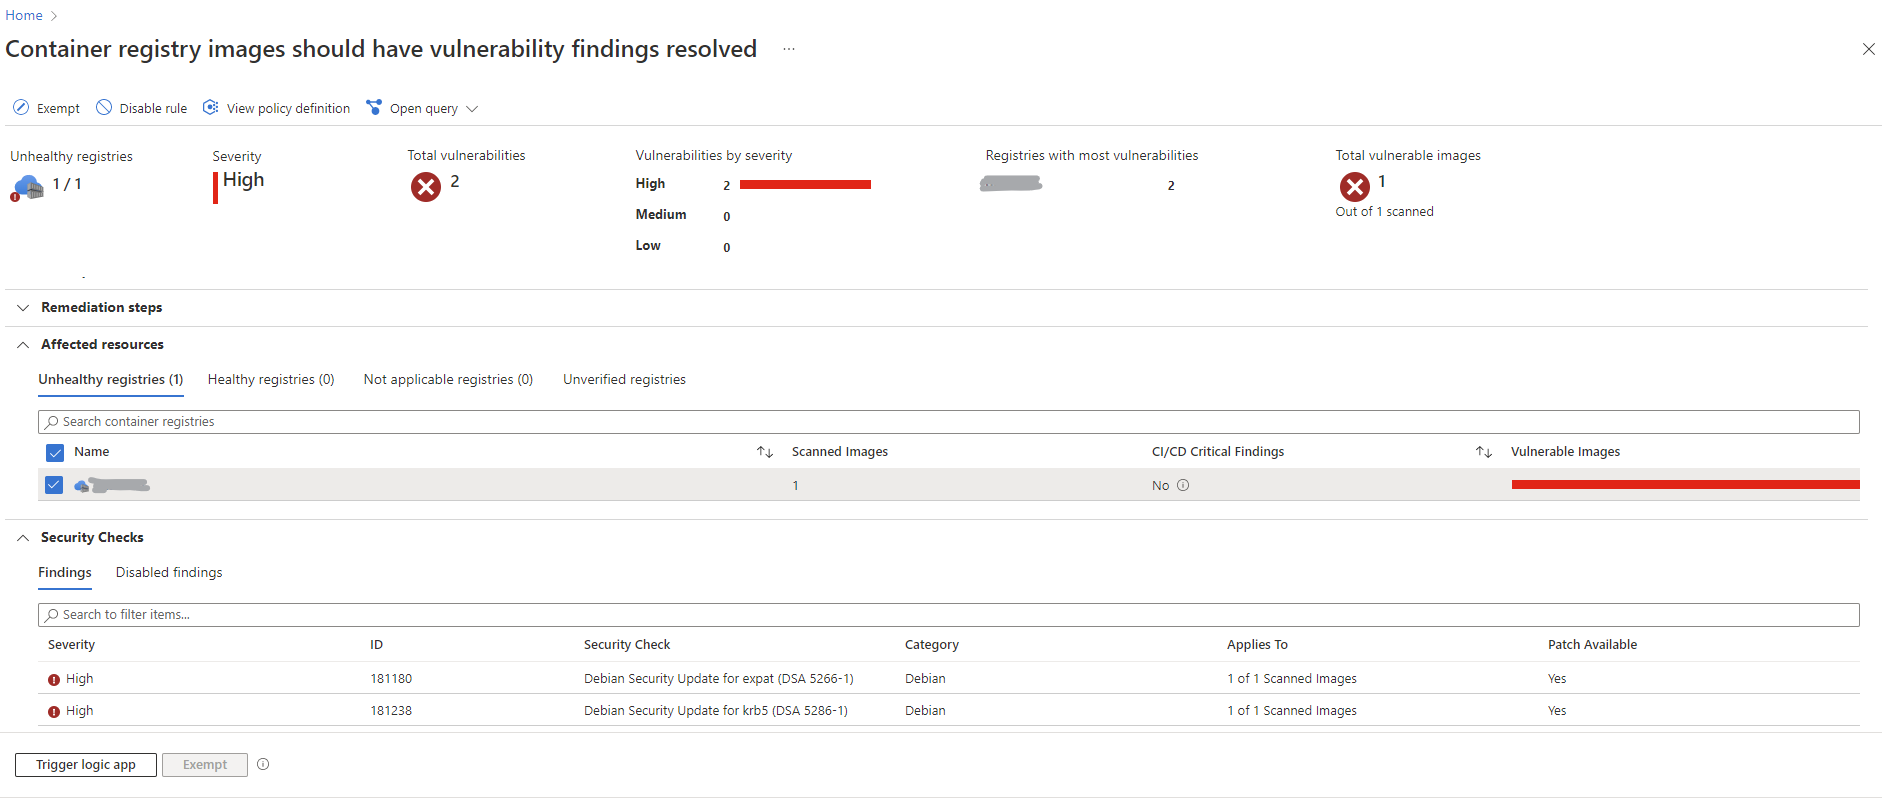 Home
Container registry images should have vulnerability findings resolved ...
Exempt Disable rule View policy definition Open query
Unhealthy registries Severity Total vulnerabilities Vulnerabilities by severity Registries with most vulnerabilities Total vulnerable images
1 / 1 High 2 High 2 2 1
Medium 0 Out of 1 scanned
Low 0
Remediation steps
Affected resources
Unhealthy registries (1) Healthy registries (0) Not applicable registries (0) Unverified registries
Search container registries
Name Scanned Images CI/CD Critical Findings Vulnerable Images
1 No
Security Checks
Findings Disabled findings
Search to filter items...
Severity ID Security Check Category Applies To Patch Available
High 181180 Debian Security Update for expat (DSA 5266-1) Debian 1 of 1 Scanned Images Yes
High 181238 Debian Security Update for krb5 (DSA 5286-1) Debian 1 of 1 Scanned Images Yes
Trigger logic app Exempt